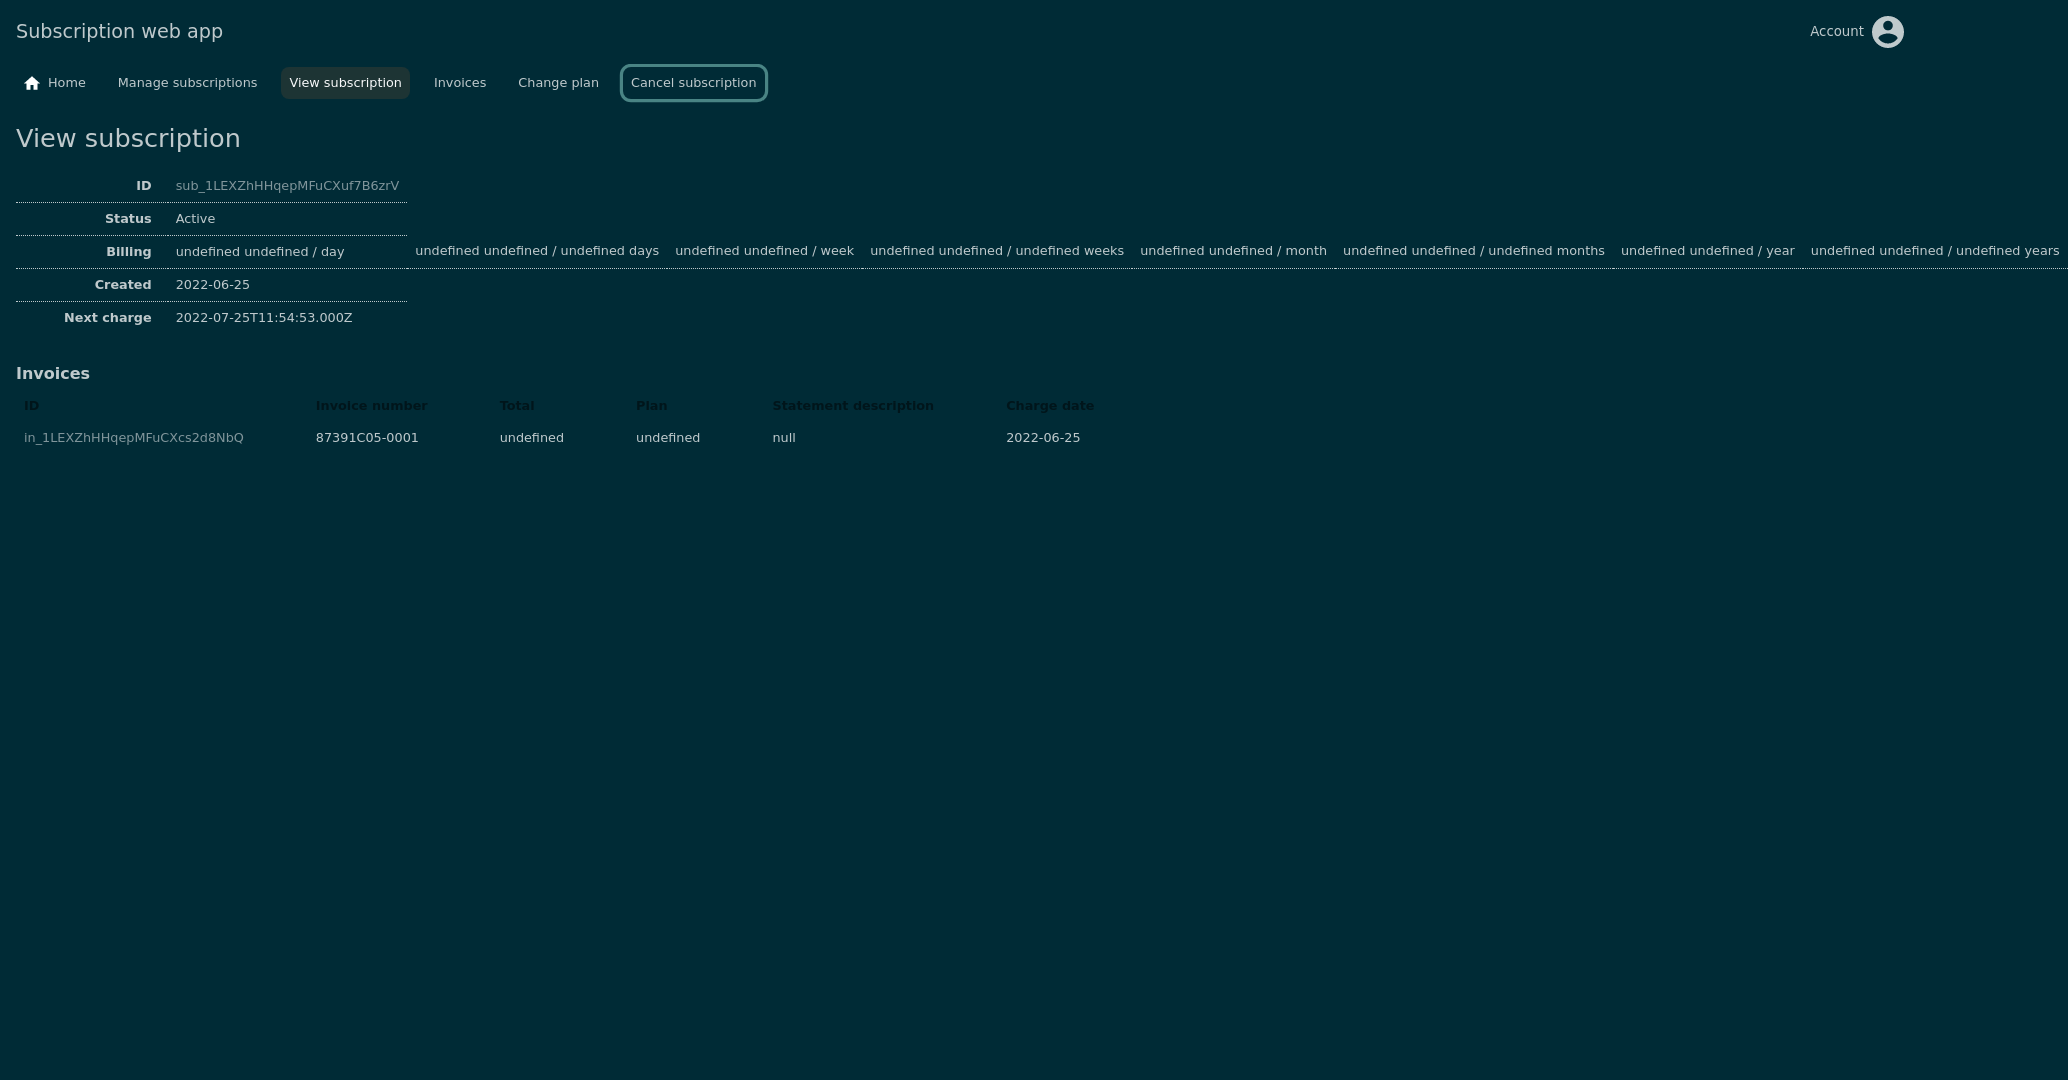 Subscription web app
Account
Home Manage subscriptions View subscription Invoices Change plan Cancel subscription
View subscription
ID sub_1LEXZhHHqepMFuCXuf7B6zrV
Status Active
Billing undefined undefined / day undefined undefined / undefined days undefined undefined / week undefined undefined / undefined weeks undefined undefined / month undefined undefined / undefined months undefined undefined / year undefined undefined / undefined years
Created 2022-06-25
Next charge 2022-07-25T11:54:53.000Z
Invoices
ID Invoice number Total Plan Statement description Charge date
in_1LEXZhHHqepMFuCXcs2d8NbQ 87391C05-0001 undefined undefined null 2022-06-25